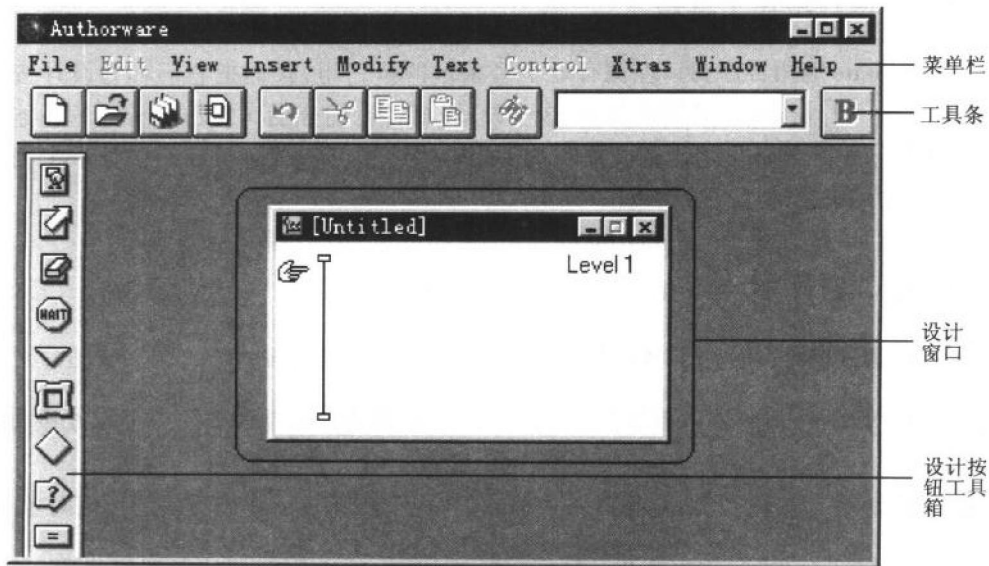 Authorware
File Edit View Insert Modify Text Control Xtras Window Help
菜单栏
B
工具条
[Untitled]
Level 1
WAIT
设计
窗口
?
设计按
钮工具
箱
=